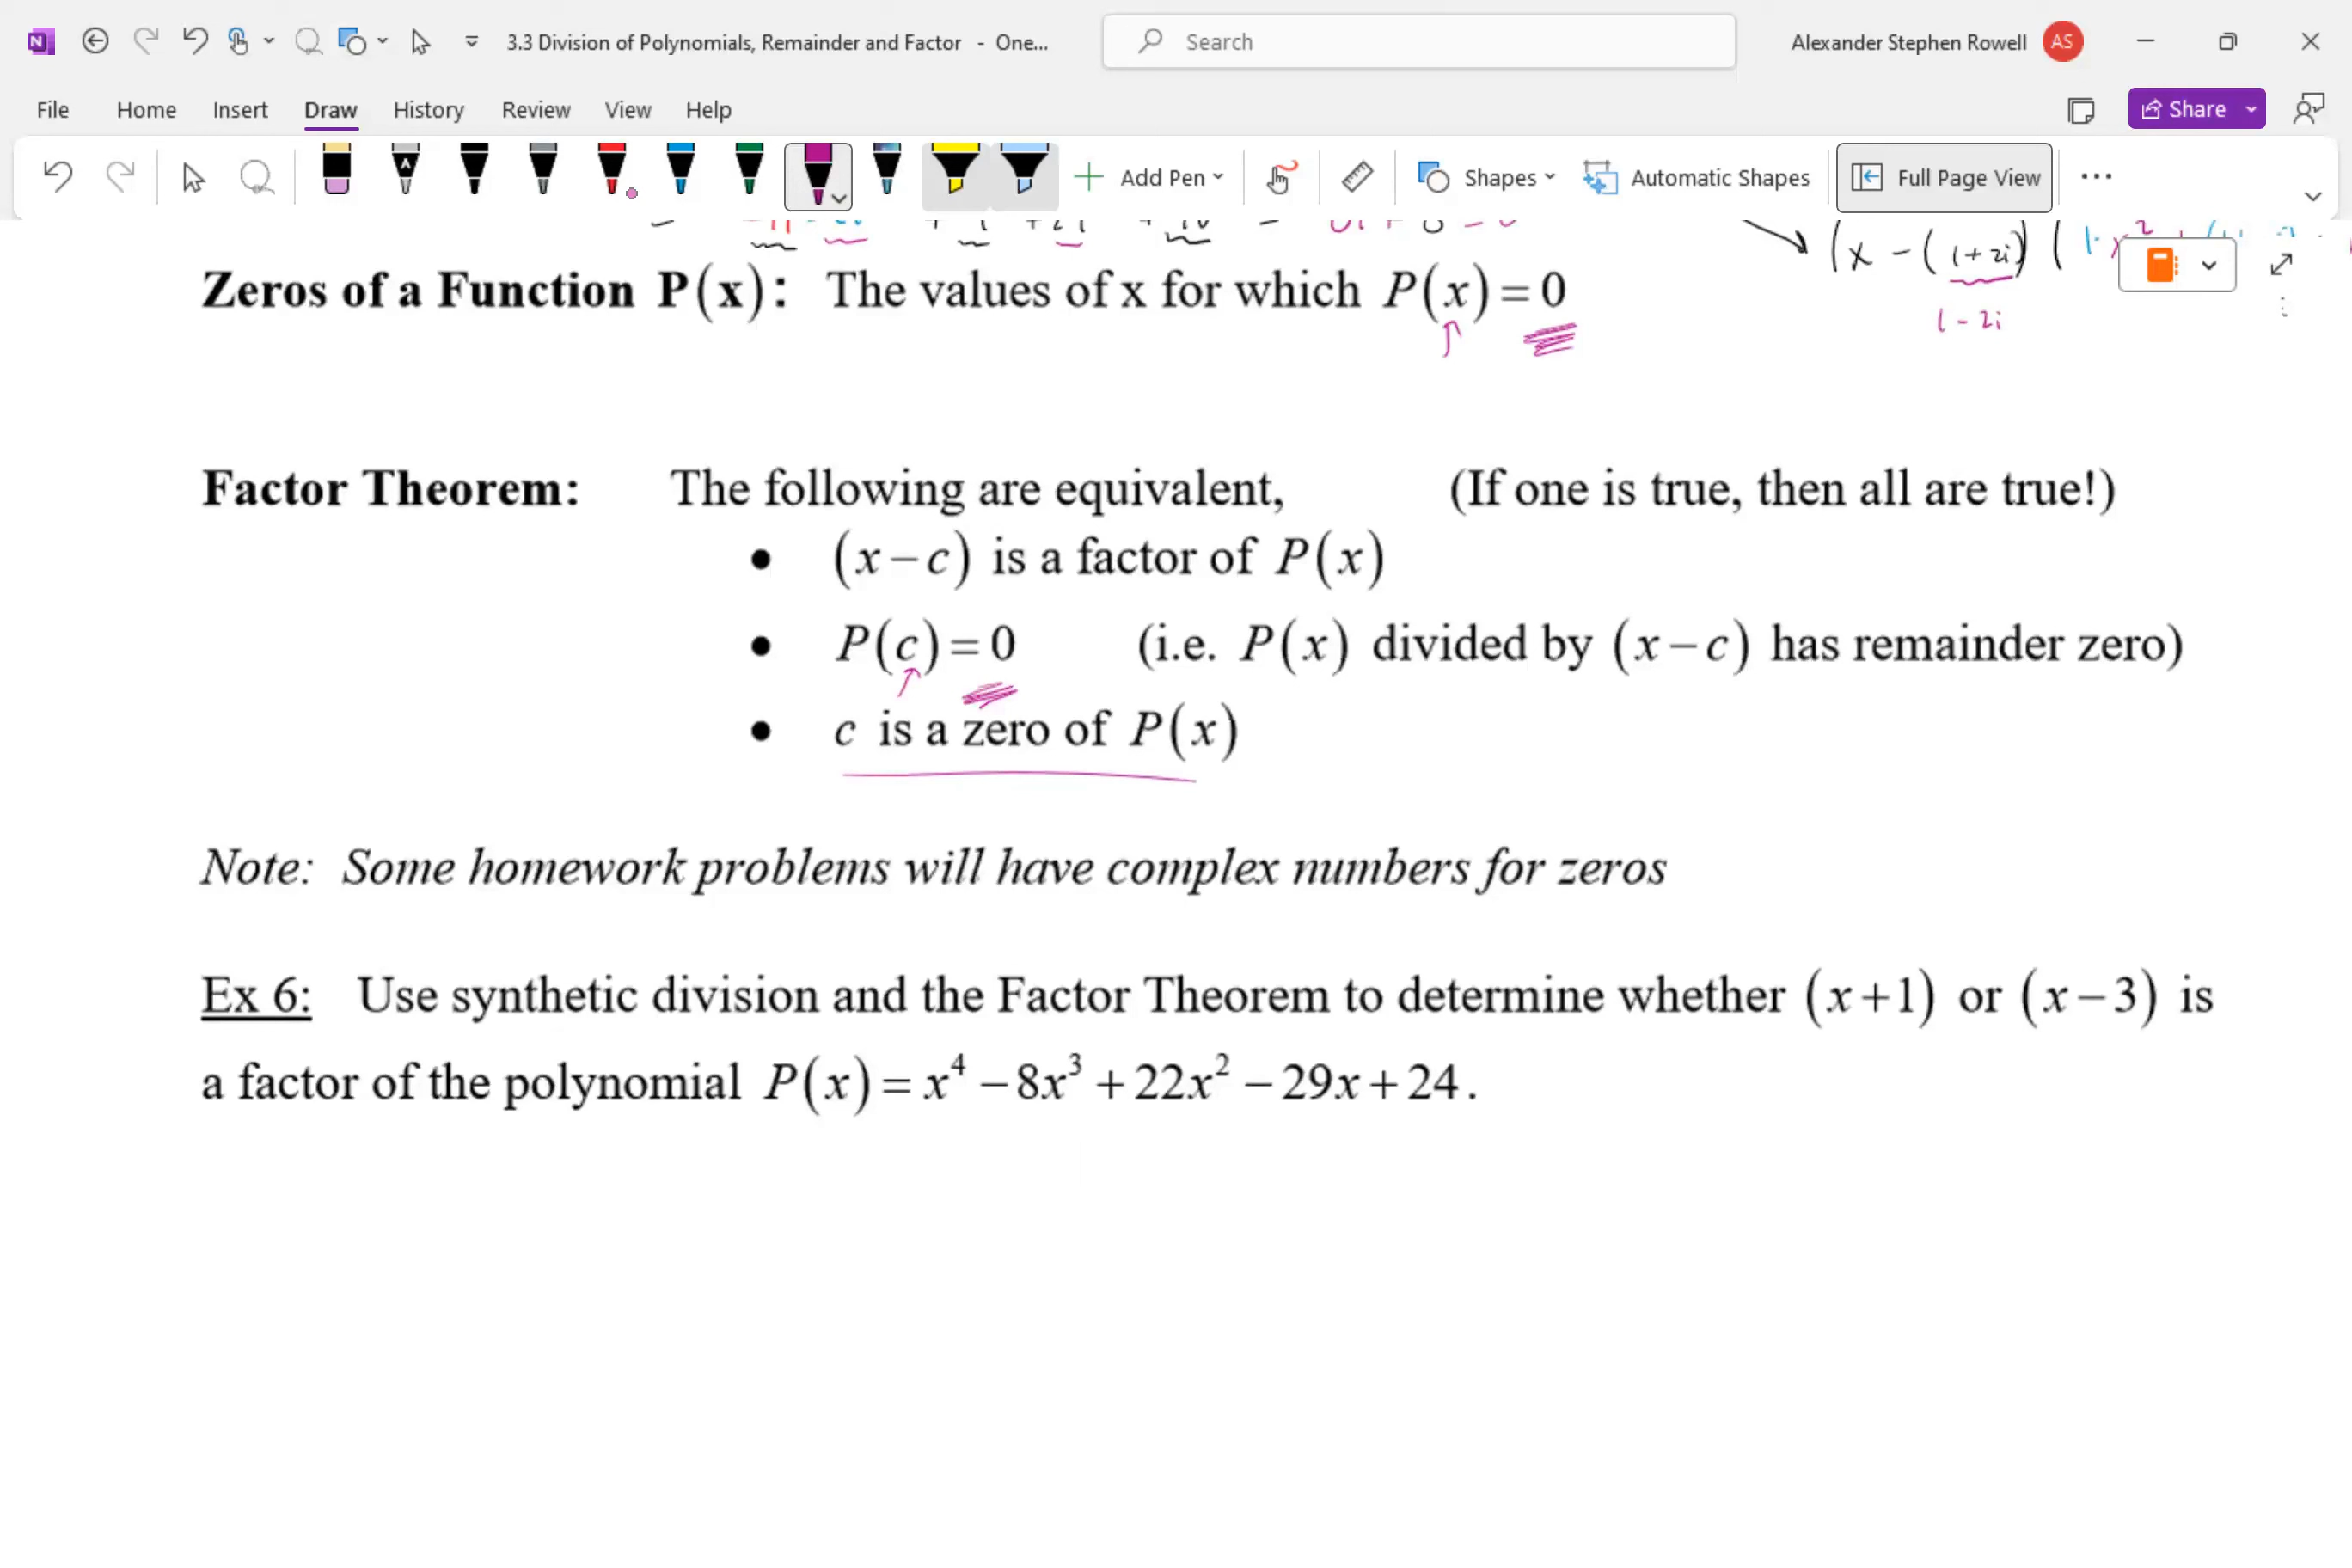 3.3 Division of Polynomials, Remainder and Factor - One...
Search
Alexander Stephen Rowell AS
File Home Insert Draw History Review View Help
Share
Add Pen
Shapes
Automatic Shapes
Full Page View
(x - (1+2i)) (
1-2i
Zeros of a Function P(x): The values of x for which P(x) = 0
Factor Theorem: The following are equivalent, (If one is true, then all are true!)
• (x-c) is a factor of P(x)
• P(c) = 0 (i.e. P(x) divided by (x-c) has remainder zero)
• c is a zero of P(x)
Note: Some homework problems will have complex numbers for zeros
Ex 6: Use synthetic division and the Factor Theorem to determine whether (x+1) or (x-3) is
a factor of the polynomial P(x) = x⁴ - 8x³ + 22x² - 29x + 24.